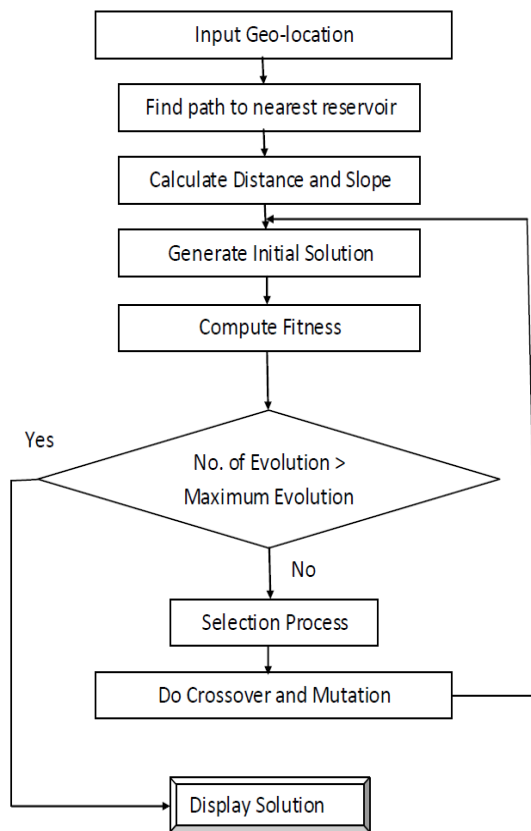 Input Geo-location
Find path to nearest reservoir
Calculate Distance and Slope
Generate Initial Solution
Compute Fitness
Yes
No. of Evolution >
Maximum Evolution
No
Selection Process
Do Crossover and Mutation
Display Solution